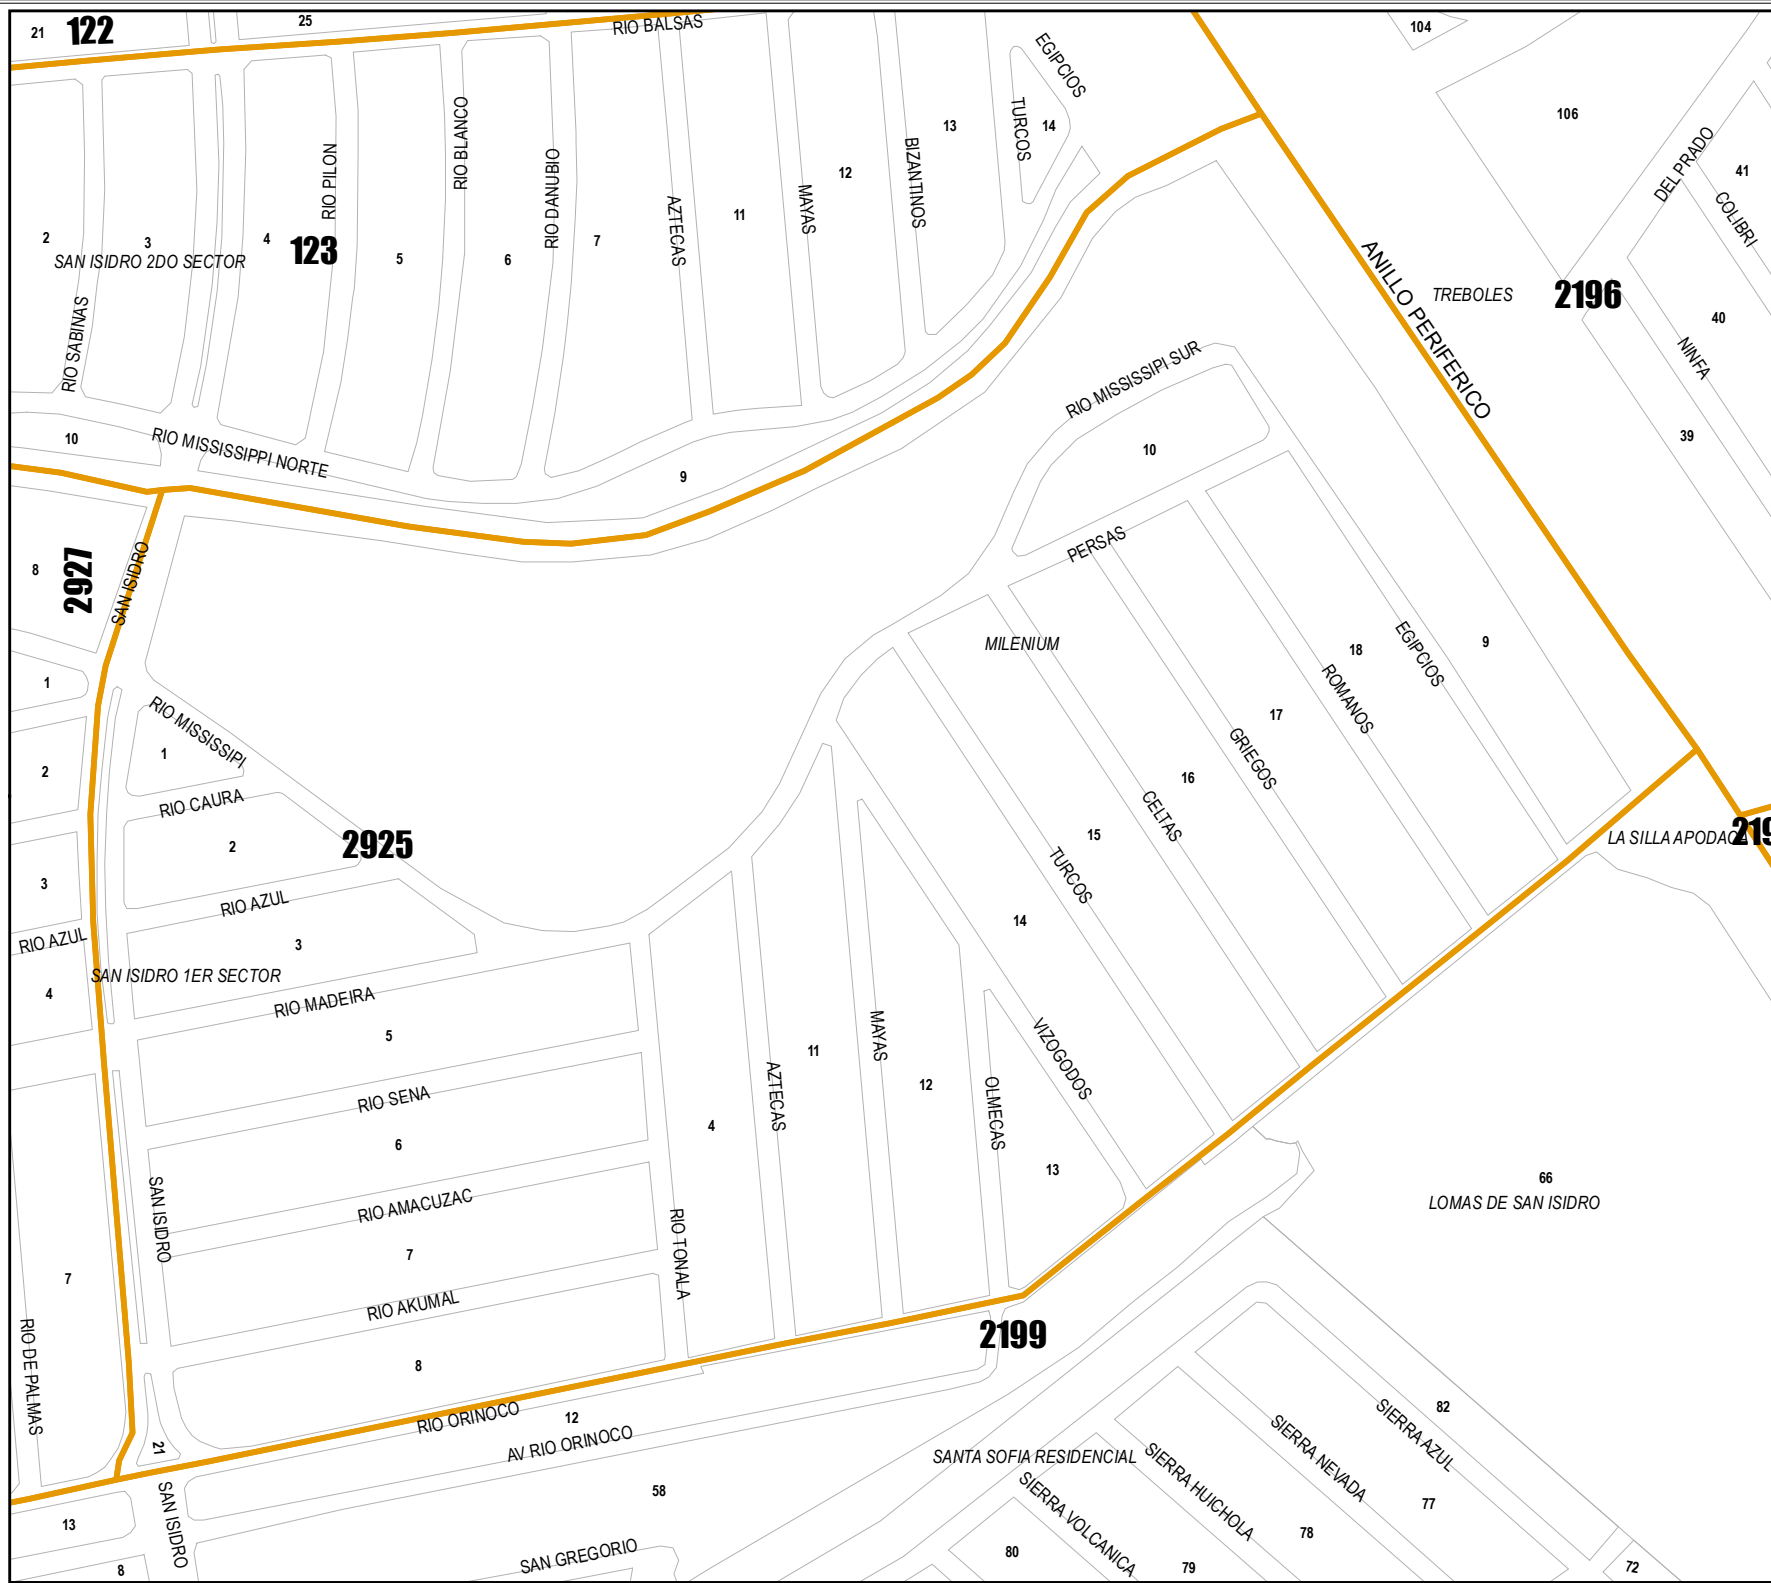 21
122
25
RIO BALSAS
104
EGIPCIOS
TURCOS
14
13
106
RIO BLANCO
RIO PILON
RIO DANUBIO
BIZANTINOS
12
MAYAS
11
AZTECAS
DEL PRADO
41
COLIBRI
2
3
SAN ISIDRO 2DO SECTOR
4
123
5
6
7
ANILLO PERIFERICO
TREBOLES
2196
40
NINFA
39
RIO SABINAS
10
RIO MISSISSIPPI NORTE
9
RIO MISSISSIPI SUR
10
8
2927
SAN ISIDRO
PERSAS
MILENIUM
18
EGIPCIOS
9
ROMANOS
17
GRIEGOS
16
CELTAS
15
TURCOS
14
1
RIO MISSISSIPI
1
2
RIO CAURA
2
2925
LA SILLA APODACA
219
3
RIO AZUL
RIO AZUL
3
SAN ISIDRO 1ER SECTOR
4
RIO MADEIRA
5
RIO SENA
6
RIO AMACUZAC
7
RIO AKUMAL
8
SAN ISIDRO
7
RIO DE PALMAS
4
RIO TONALA
AZTECAS
11
MAYAS
12
OLMECAS
VIZOGODOS
13
66
LOMAS DE SAN ISIDRO
2199
RIO ORINOCO
12
AV RIO ORINOCO
21
SAN ISIDRO
58
13
8
SAN GREGORIO
SANTA SOFIA RESIDENCIAL
SIERRA VOLCANICA
SIERRA HUICHOLA
SIERRA NEVADA
SIERRA AZUL
82
77
78
79
80
72